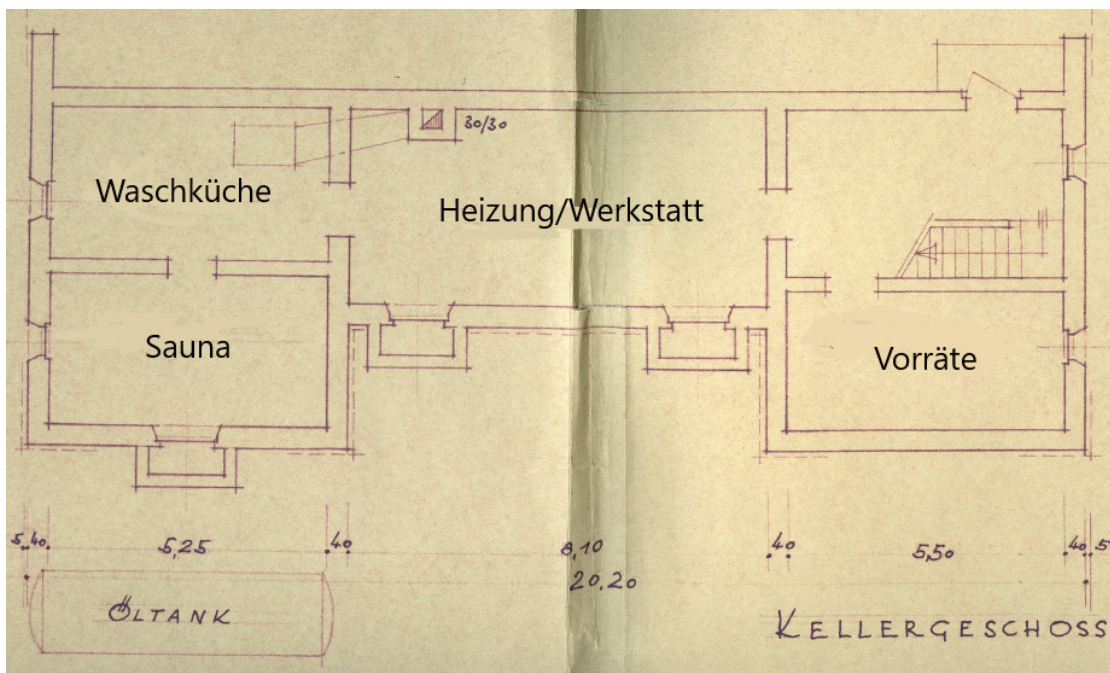 30/30
Waschküche
Heizung/Werkstatt
Sauna
Vorräte
5 40 5,25 40 8,10 40 5,50 40 5
20,20
ÖLTANK
KELLERGESCHOSS